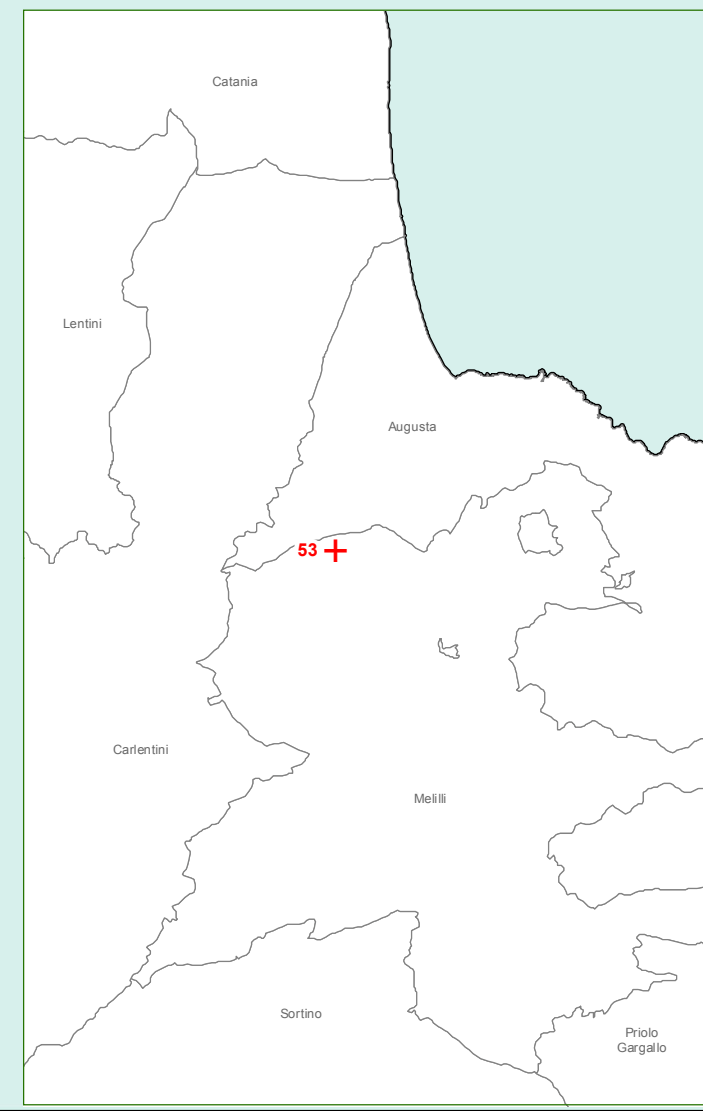 Catania
Lentini
Augusta
53
Carlentini
Melilli
Sortino
Priolo
Gargallo